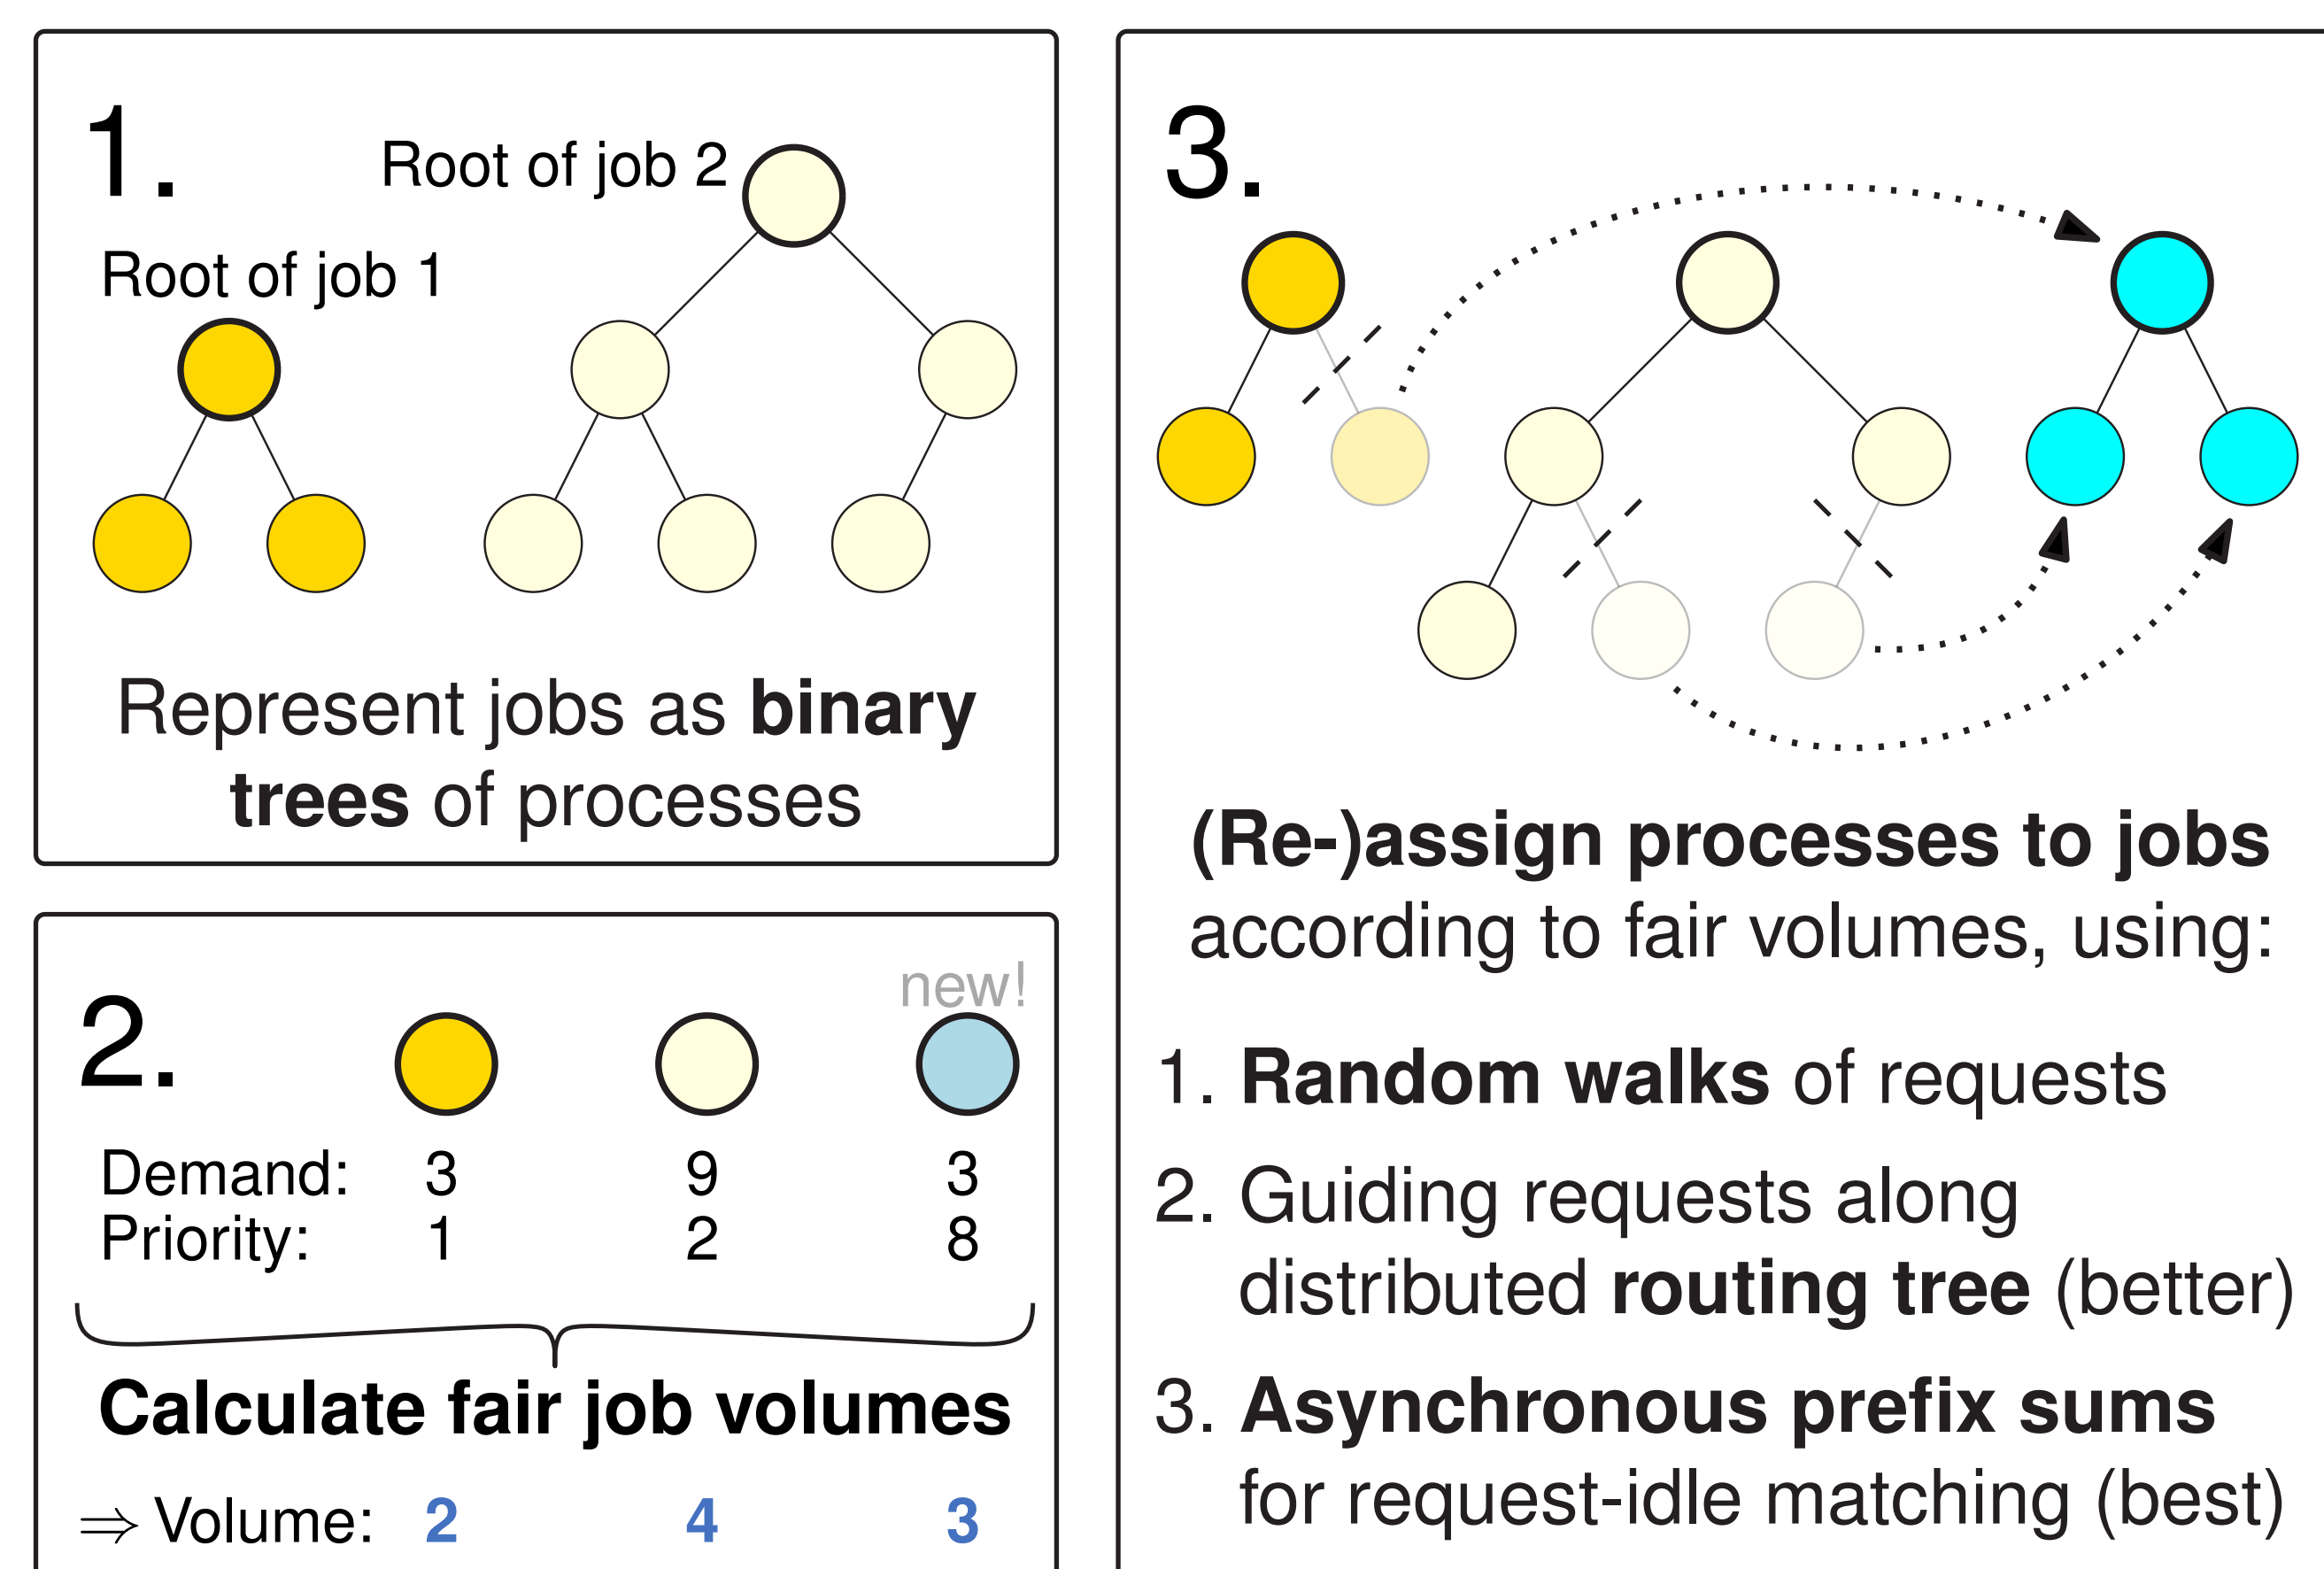 1.
Root of job 2
Root of job 1
Represent jobs as binary
trees of processes
2.
new!
Demand: 3 9 3
Priority: 1 2 8
Calculate fair job volumes
⇒ Volume: 2 4 3
3.
(Re-)assign processes to jobs
according to fair volumes, using:
1. Random walks of requests
2. Guiding requests along
distributed routing tree (better)
3. Asynchronous prefix sums
for request-idle matching (best)